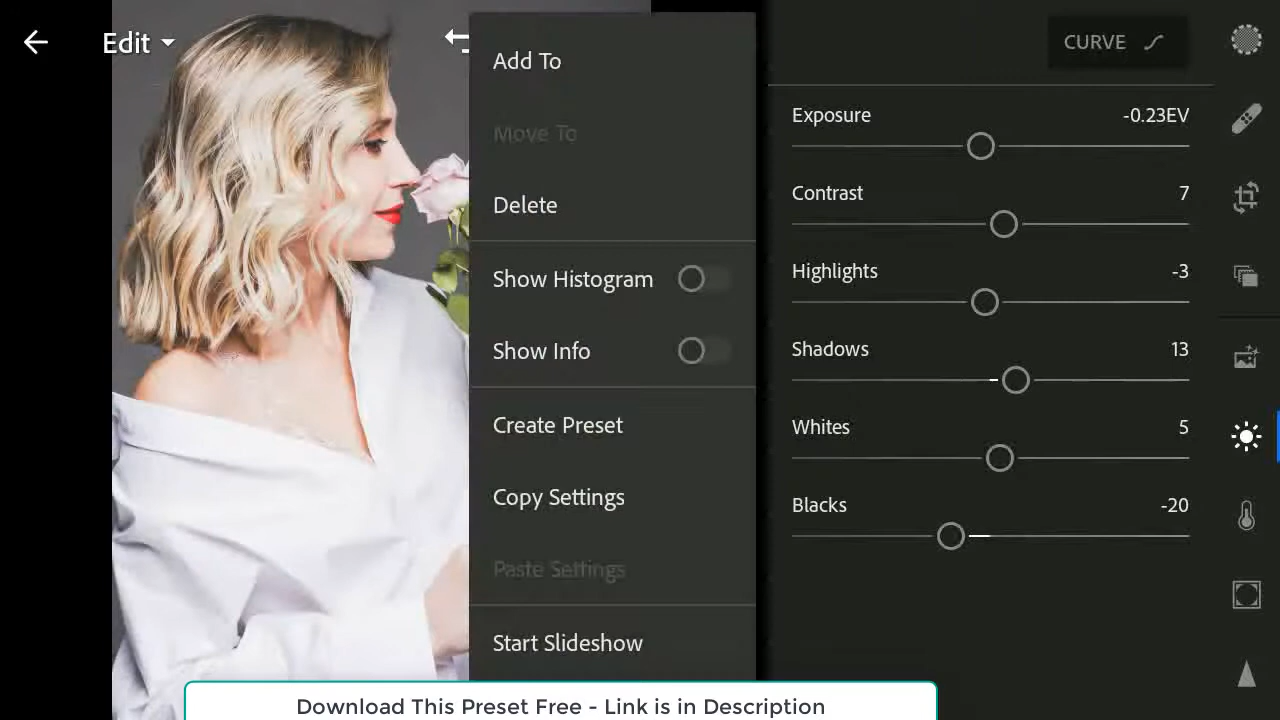 Edit
Add To
Move To
Delete
Show Histogram
Show Info
Create Preset
Copy Settings
Paste Settings
Start Slideshow
CURVE
Exposure -0.23EV
Contrast 7
Highlights -3
Shadows 13
Whites 5
Blacks -20
Download This Preset Free - Link is in Description